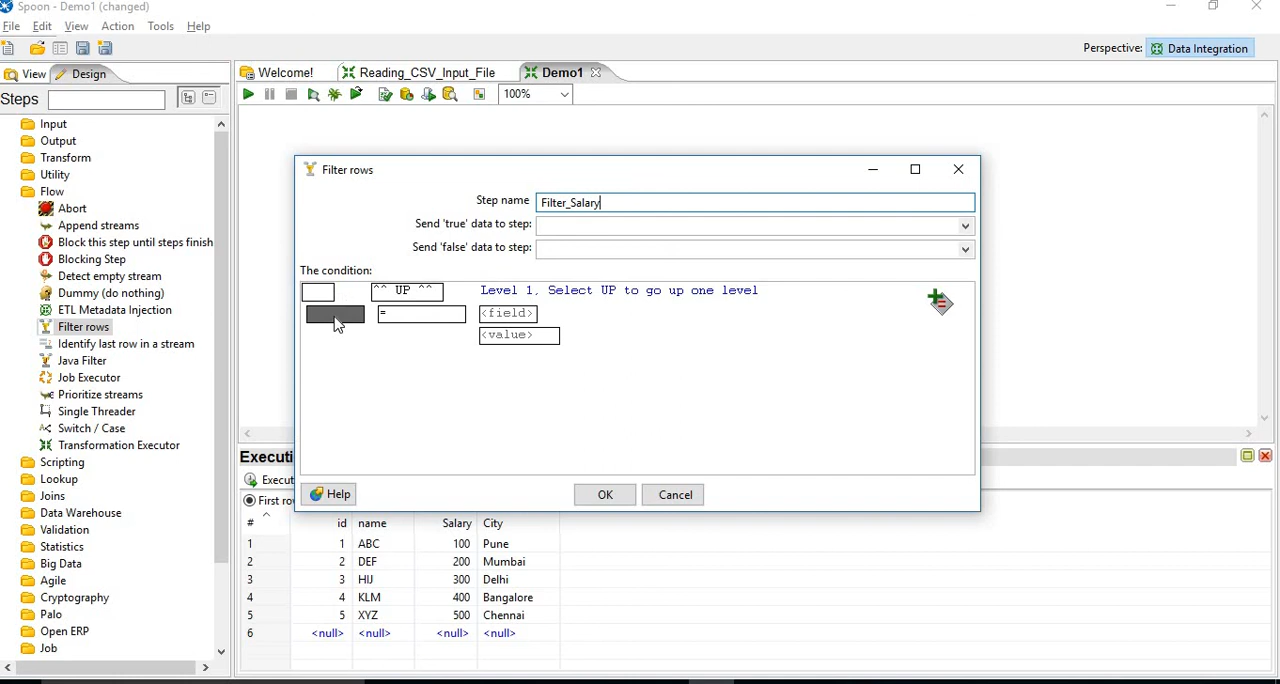 Spoon - Demo1 (changed)
File Edit View Action Tools Help
Perspective: Data Integration
View Design
Welcome! Reading_CSV_Input_File Demo1
Steps
100%
Input
Output
Transform
Utility
Flow
Abort
Append streams
Block this step until steps finish
Blocking Step
Detect empty stream
Dummy (do nothing)
ETL Metadata Injection
Filter rows
Identify last row in a stream
Java Filter
Job Executor
Prioritize streams
Single Threader
Switch / Case
Transformation Executor
Scripting
Lookup
Joins
Data Warehouse
Validation
Statistics
Big Data
Agile
Cryptography
Palo
Open ERP
Job
Filter rows
Step name Filter_Salary
Send 'true' data to step:
Send 'false' data to step:
The condition:
^^ UP ^^ Level 1, Select UP to go up one level
= <field>
<value>
Help OK Cancel
Executi
Execut
First ro
# id name Salary City
1 1 ABC 100 Pune
2 2 DEF 200 Mumbai
3 3 HIJ 300 Delhi
4 4 KLM 400 Bangalore
5 5 XYZ 500 Chennai
6 <null> <null> <null> <null>